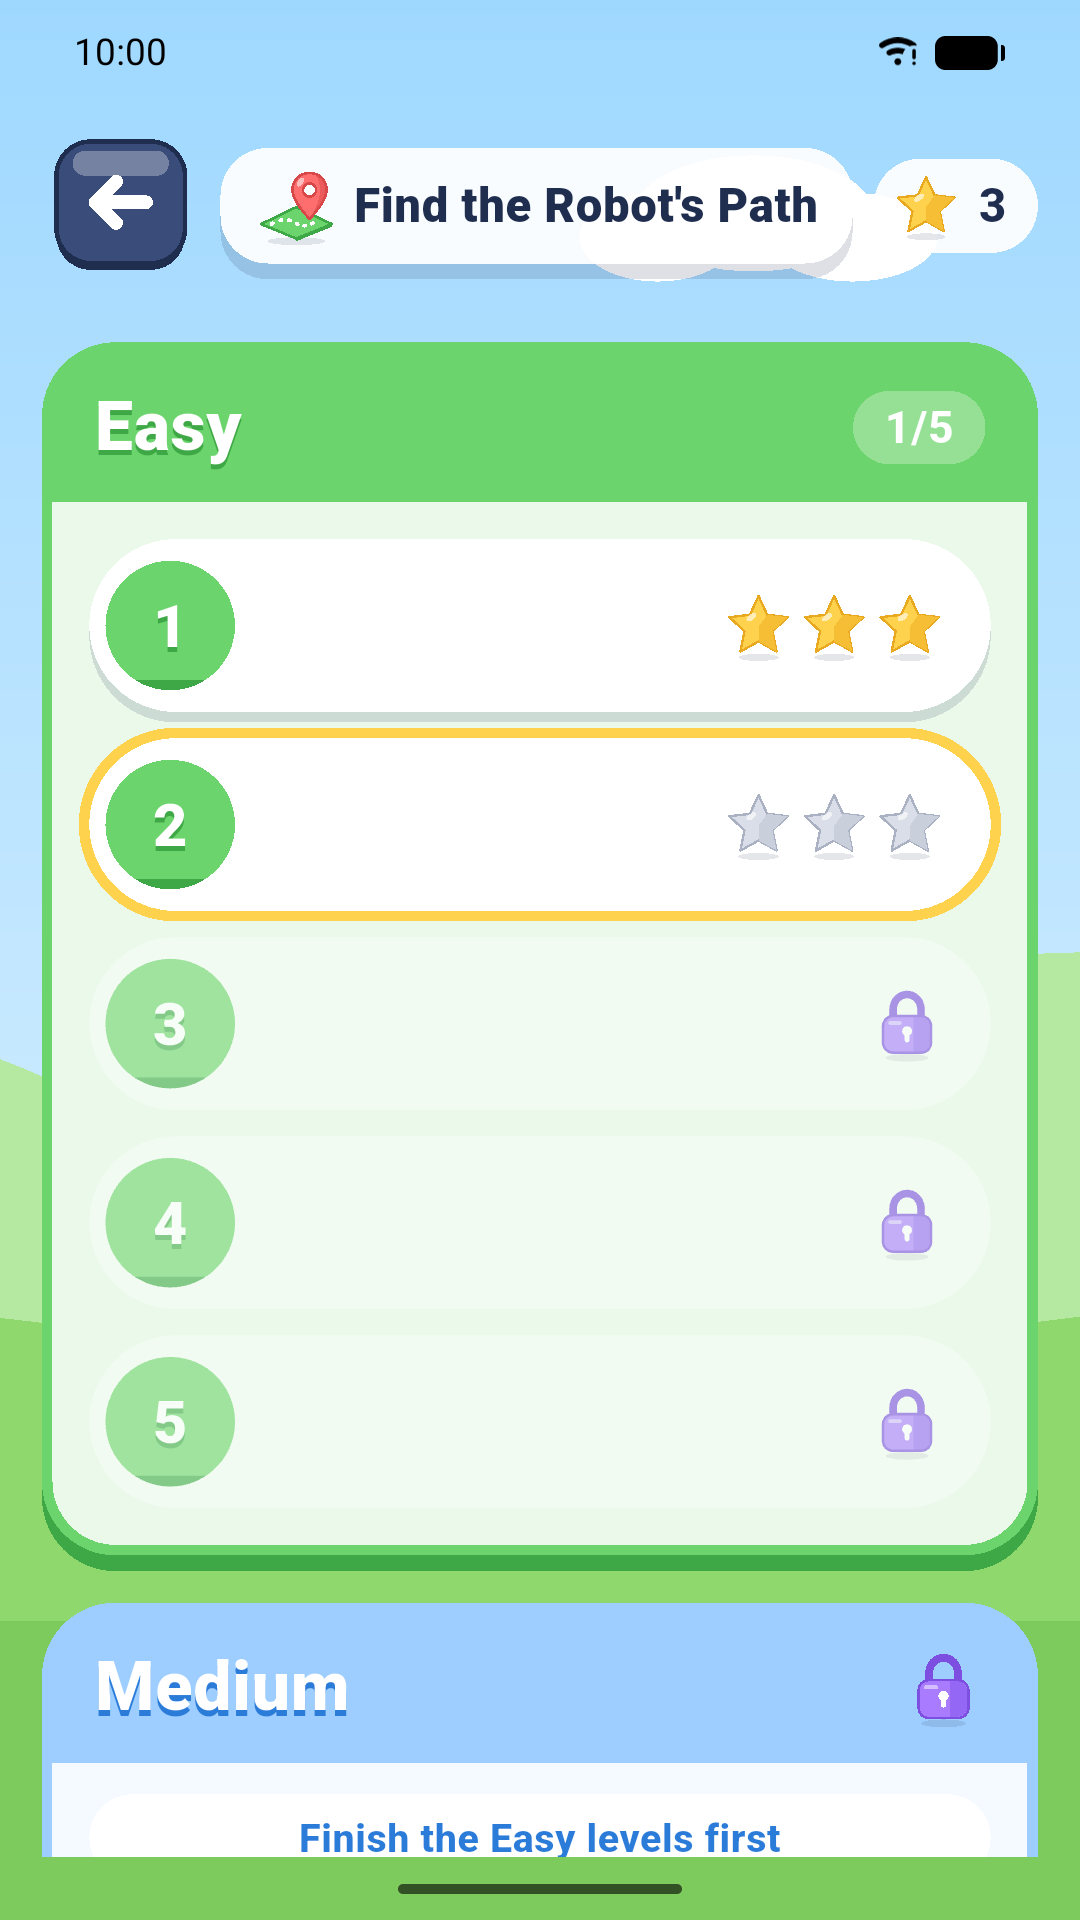 10:00
Find the Robot's Path
3
Easy
1/5
1
2
3
4
5
Medium
Finish the Easy levels first